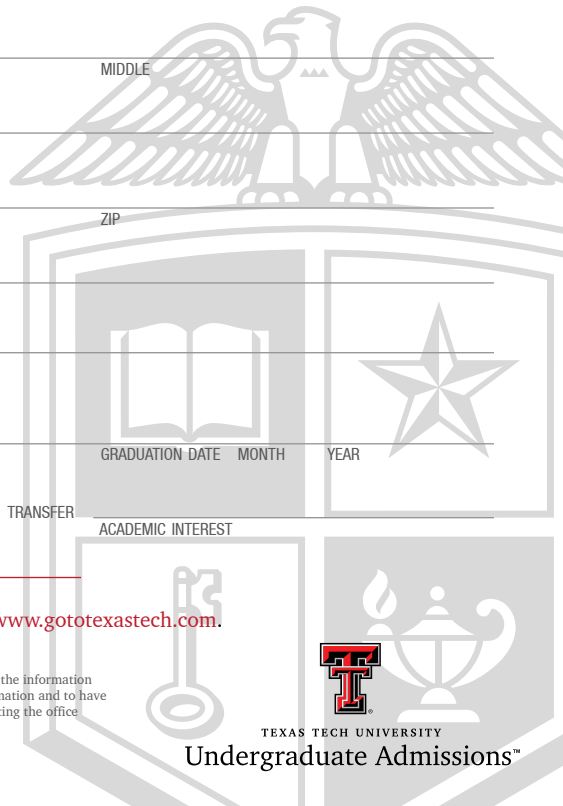 MIDDLE
ZIP
GRADUATION DATE MONTH YEAR
TRANSFER
ACADEMIC INTEREST
www.gototexastech.com.
the information
mation and to have
ting the office
TEXAS TECH UNIVERSITY
Undergraduate Admissions™